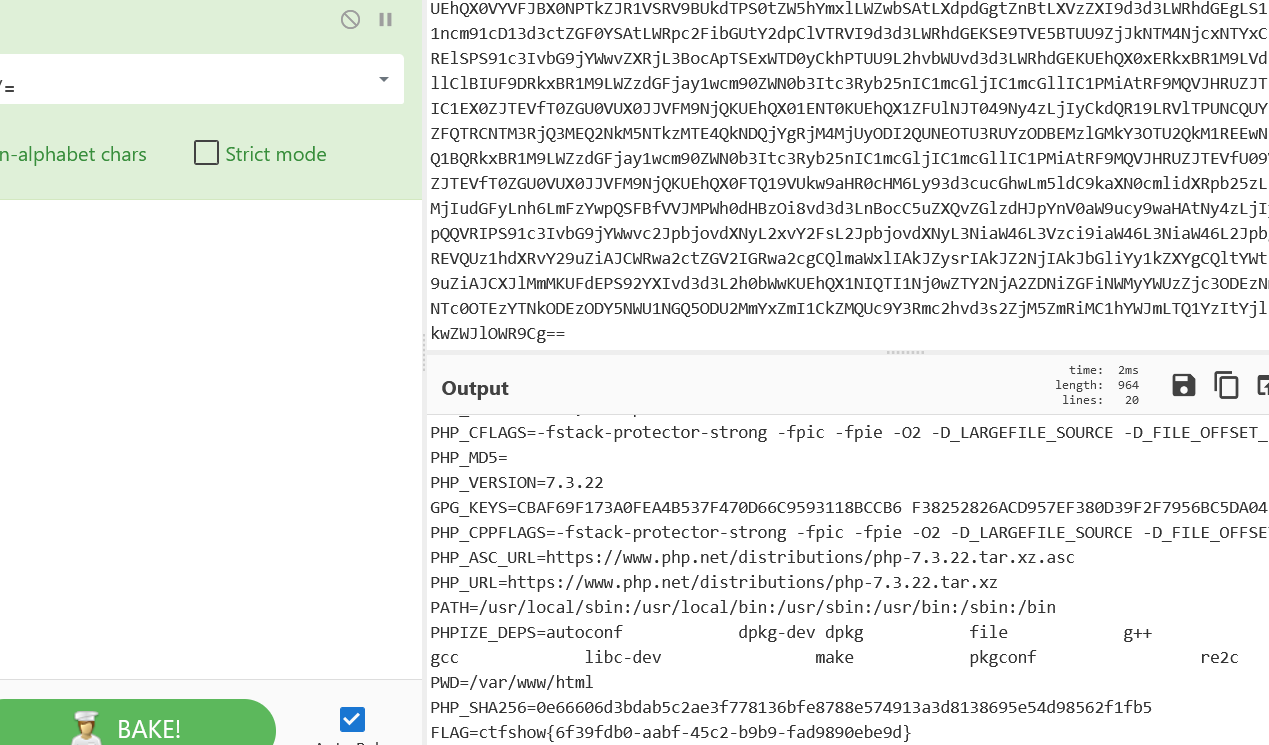 UEhQX0VYVFJBX0NPTkZJR1VSRV9BUkdTPS0tZW5hYmxlLWZwbSAtLXdpdGgtZnBtLXVzZXI9d3d3LWRhdGEgLS1
1ncm91cD13d3ctZGF0YSAtLWRpc2FibGUtY2dpClVTRVI9d3d3LWRhdGEKSE9TVE5BTUU9ZjJkNTM4NjcxNTYxC
RElSPS91c3IvbG9jYWwvZXRjL3BocApTSExWTD0yCkhPTUU9L2hvbWUvd3d3LWRhdGEKUEhQX0xERkxBR1M9LVd
llClBIUF9DRkxBR1M9LWZzdGFjay1wcm90ZWN0b3Itc3Ryb25nIC1mcGljIC1mcGllIC1PMiAtRF9MQVJHRUZJT
IC1EX0ZJTEVfT0ZGU0VUX0JJVFM9NjQKUEhQX01ENT0KUEhQX1ZFUlNJT049Ny4zLjIyCkdQR19LRVlTPUNCQUY
ZFQTRCNTM3RjQ3MEQ2NkM5NTkzMTE4QkNDQjYgRjM4MjUyODI2QUNEOTU3RUYzODBEMzlGMkY3OTU2QkM1REEwN
Q1BQRkxBR1M9LWZzdGFjay1wcm90ZWN0b3Itc3Ryb25nIC1mcGljIC1mcGllIC1PMiAtRF9MQVJHRUZJTEVfU09V
ZJTEVfT0ZGU0VUX0JJVFM9NjQKUEhQX0FTQ19VUkw9aHR0cHM6Ly93d3cucGhwLm5ldC9kaXN0cmlidXRpb25zL
MjIudGFyLnh6LmFzYwpQSFBfVVJMPWh0dHBzOi8vd3d3LnBocC5uZXQvZGlzdHJpYnV0aW9ucy9waHAtNy4zLjI
pQQVRIPS91c3IvbG9jYWwvc2JpbjovdXNyL2xvY2FsL2JpbjovdXNyL3NiaW46L3Vzci9iaW46L3NiaW46L2Jpb
REVQUz1hdXRvY29uZiAJCWRwa2ctZGV2IGRwa2cgCQlmaWxlIAkJZysrIAkJZ2NjIAkJbGliYy1kZXYgCQltYWt
9uZiAJCXJlMmMKUFdEPS92YXIvd3d3L2h0bWwKUEhQX1NIQTI1Nj0wZTY2NjA2ZDNiZGFiNWMyYWUzZjc3ODEzN
NTc0OTEzYTNkODEzODY5NWU1NGQ5ODU2MmYxZmI1CkZMQUc9Y3Rmc2hvd3s2ZjM5ZmRiMC1hYWJmLTQ1YzItYjl
kwZWJlOWR9Cg==
=
n-alphabet chars
Strict mode
Output
time: 2ms
length: 964
lines: 20
PHP_CFLAGS=-fstack-protector-strong -fpic -fpie -O2 -D_LARGEFILE_SOURCE -D_FILE_OFFSET_
PHP_MD5=
PHP_VERSION=7.3.22
GPG_KEYS=CBAF69F173A0FEA4B537F470D66C9593118BCCB6 F38252826ACD957EF380D39F2F7956BC5DA04
PHP_CPPFLAGS=-fstack-protector-strong -fpic -fpie -O2 -D_LARGEFILE_SOURCE -D_FILE_OFFSE
PHP_ASC_URL=https://www.php.net/distributions/php-7.3.22.tar.xz.asc
PHP_URL=https://www.php.net/distributions/php-7.3.22.tar.xz
PATH=/usr/local/sbin:/usr/local/bin:/usr/sbin:/usr/bin:/sbin:/bin
PHPIZE_DEPS=autoconf dpkg-dev dpkg file g++
gcc libc-dev make pkgconf re2c
PWD=/var/www/html
PHP_SHA256=0e66606d3bdab5c2ae3f778136bfe8788e574913a3d8138695e54d98562f1fb5
FLAG=ctfshow{6f39fdb0-aabf-45c2-b9b9-fad9890ebe9d}
BAKE!